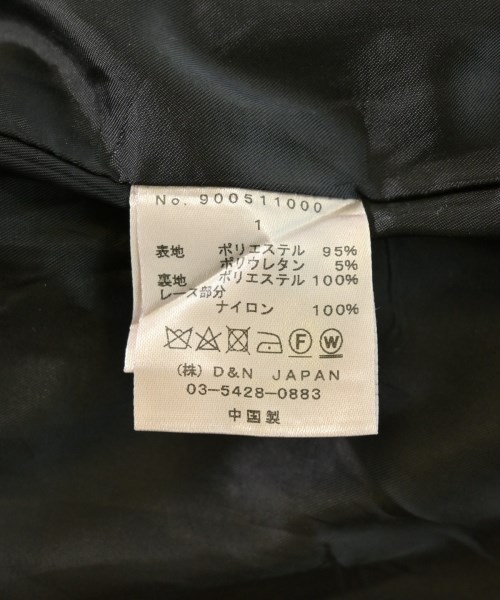 No. 900511000
1
表地 ポリエステル 95%
ポリウレタン 5%
裏地 ポリエステル 100%
レース部分
ナイロン 100%
F W
(株) D&N JAPAN
03-5428-0883
中国製